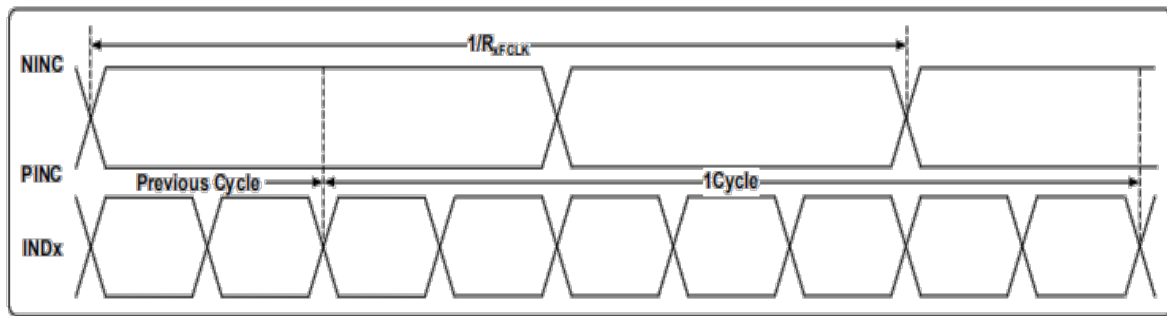 1/RxFCLK
NINC
PINC
Previous Cycle
1Cycle
INDx